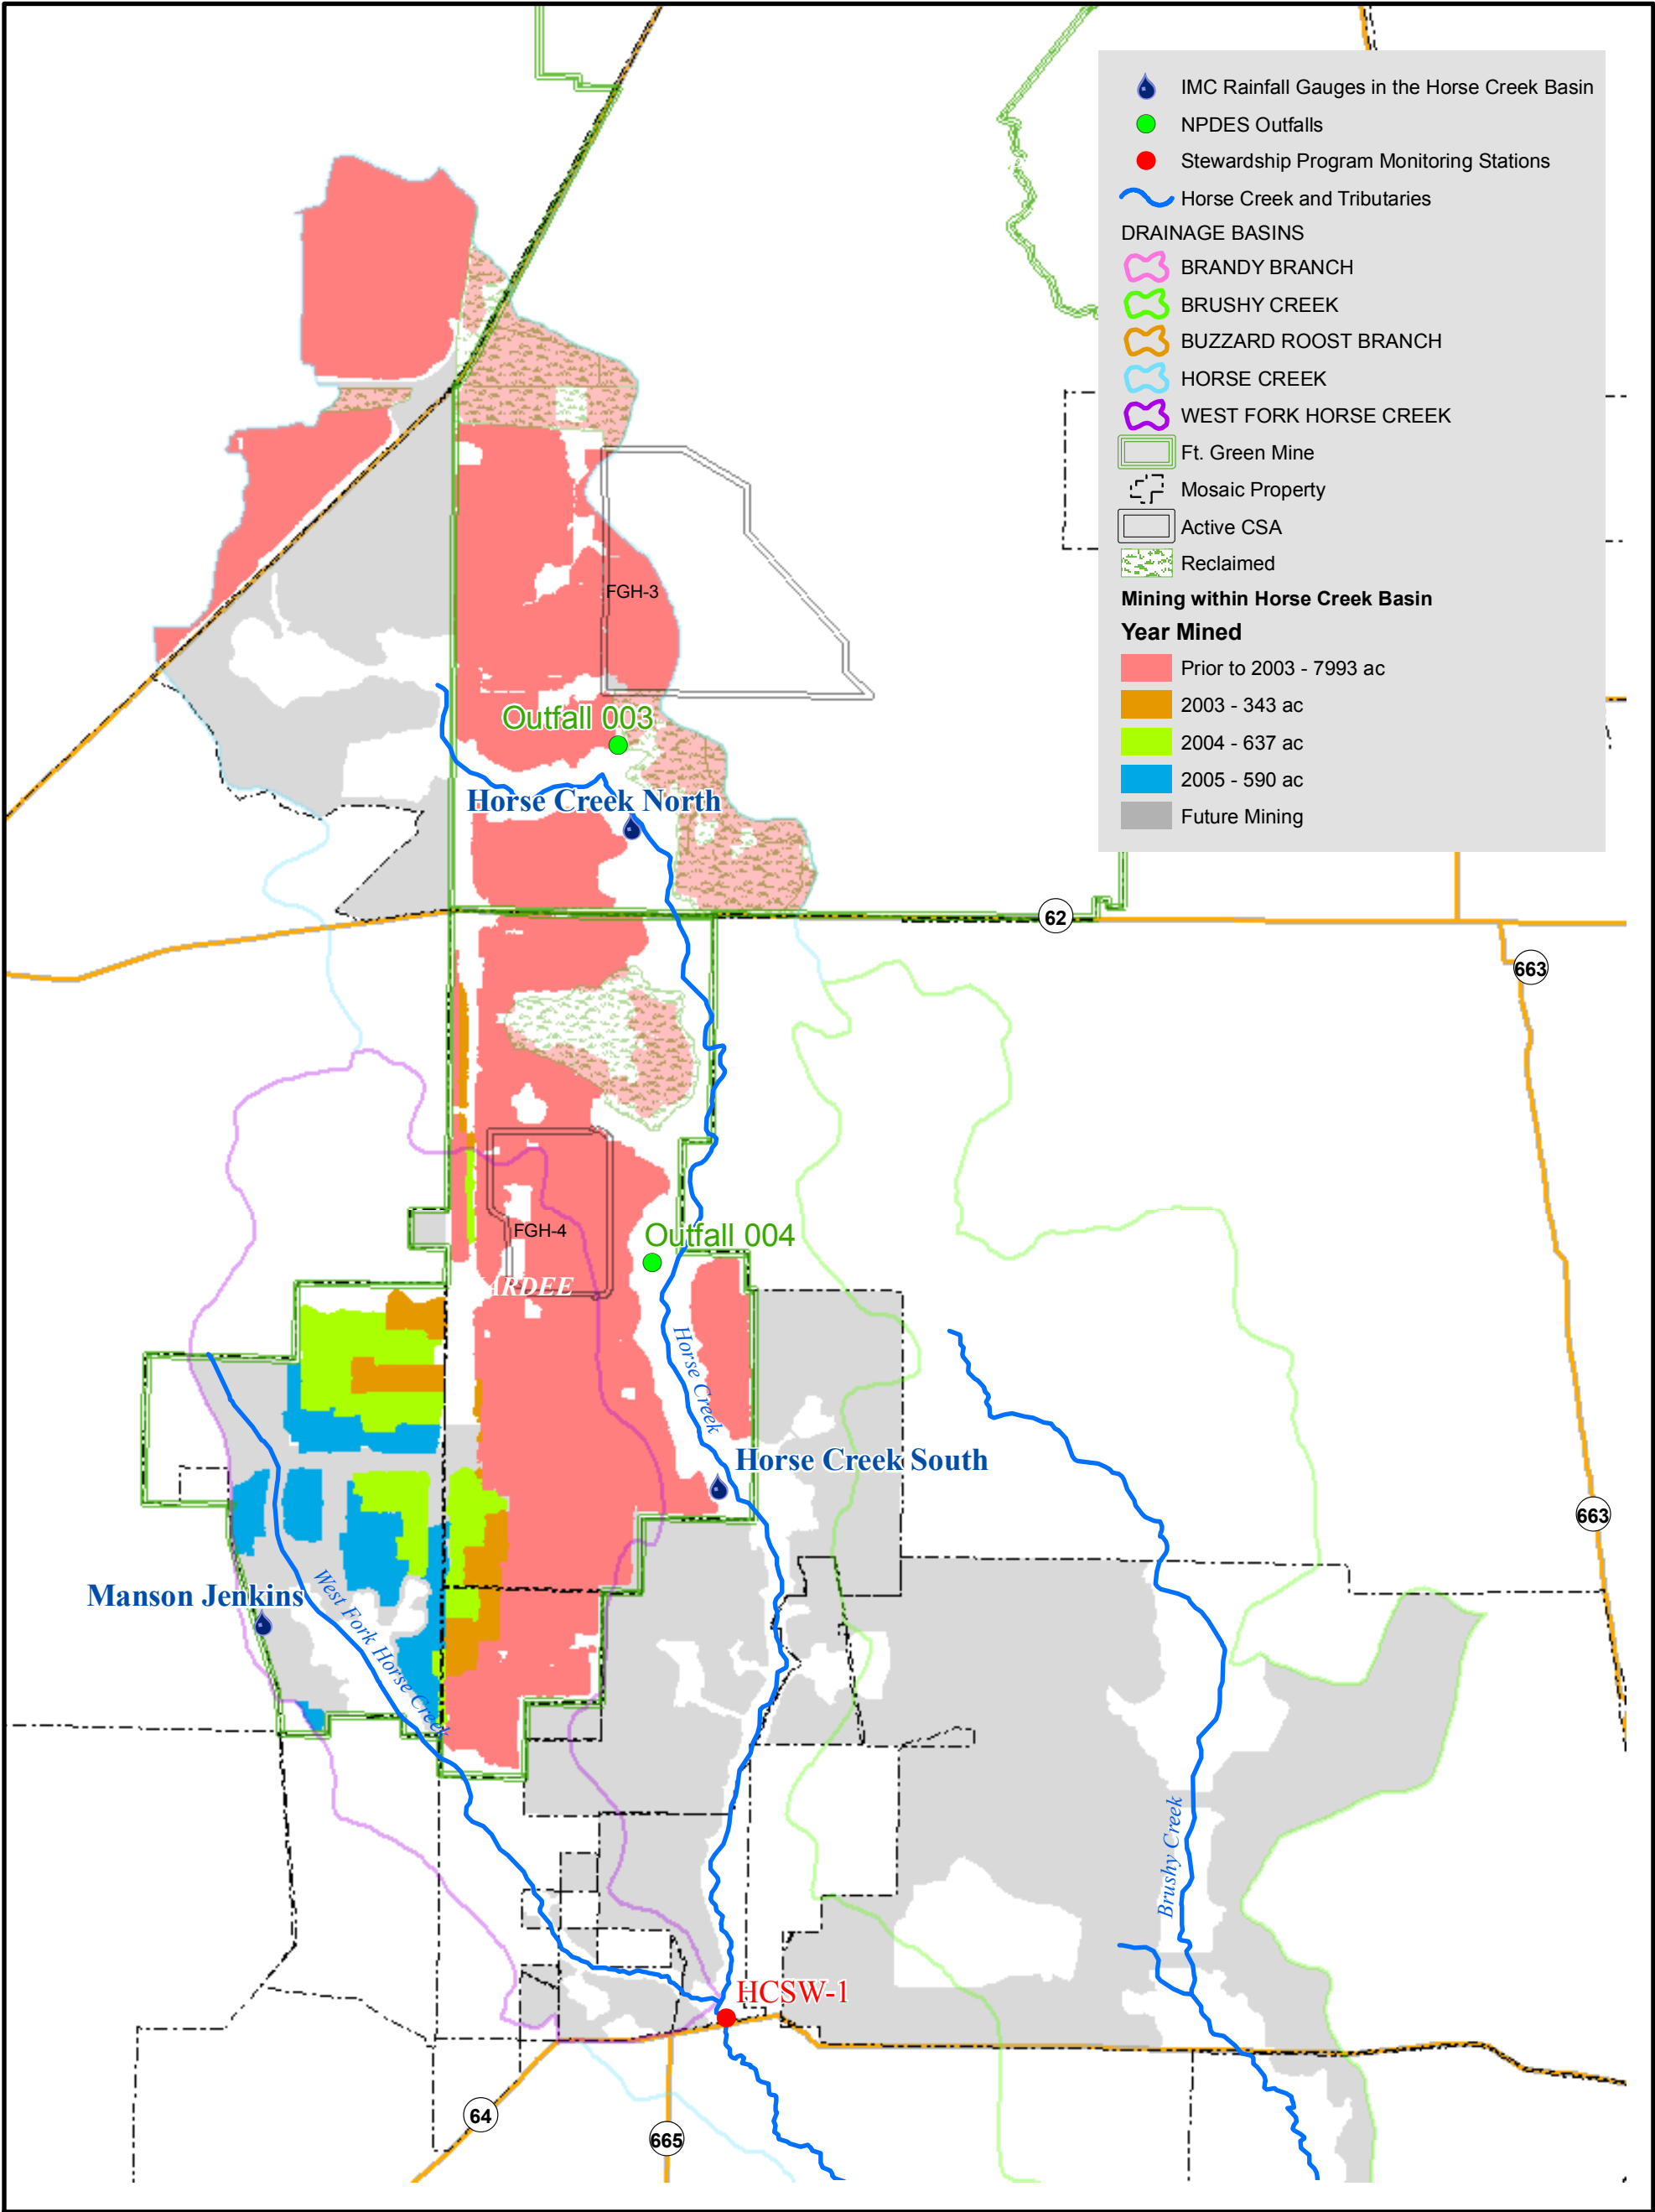 IMC Rainfall Gauges in the Horse Creek Basin
NPDES Outfalls
Stewardship Program Monitoring Stations
Horse Creek and Tributaries
DRAINAGE BASINS
BRANDY BRANCH
BRUSHY CREEK
BUZZARD ROOST BRANCH
HORSE CREEK
WEST FORK HORSE CREEK
Ft. Green Mine
Mosaic Property
Active CSA
Reclaimed
Mining within Horse Creek Basin
Year Mined
Prior to 2003 - 7993 ac
2003 - 343 ac
2004 - 637 ac
2005 - 590 ac
Future Mining
FGH-3
Outfall 003
Horse Creek North
62
663
FGH-4
Outfall 004
ARDEE
Horse Creek
Horse Creek South
663
Manson Jenkins
West Fork Horse Creek
Brushy Creek
HCSW-1
64
665